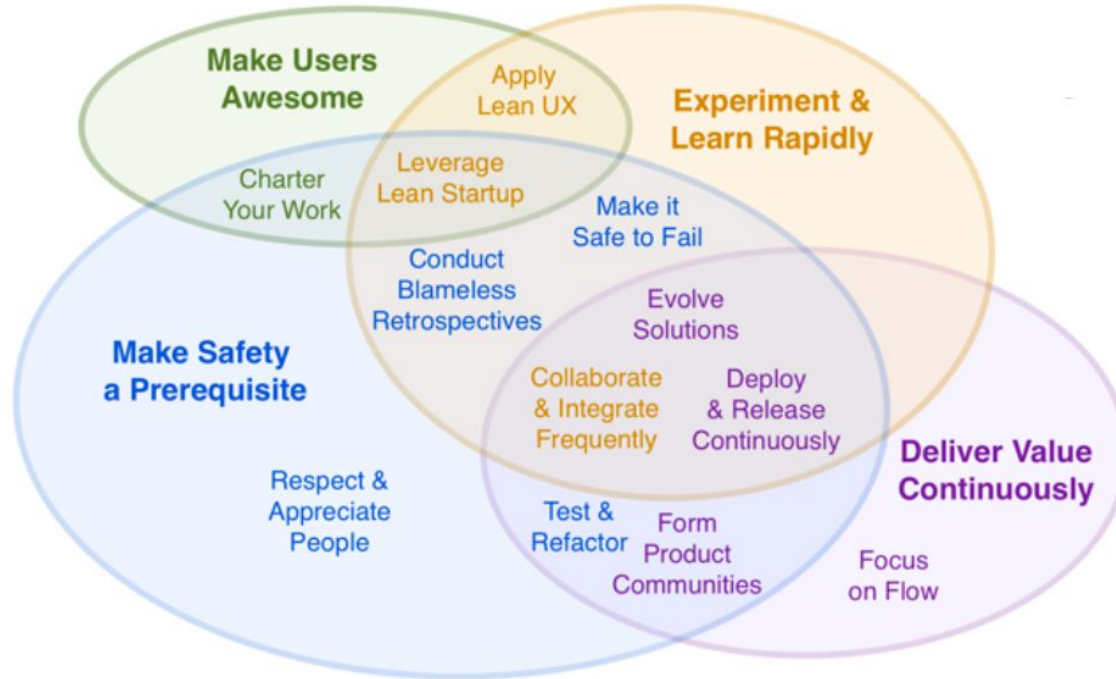 Make Users
Awesome
Apply
Lean UX
Experiment &
Learn Rapidly
Charter
Your Work
Leverage
Lean Startup
Make it
Safe to Fail
Conduct
Blameless
Retrospectives
Evolve
Solutions
Make Safety
a Prerequisite
Collaborate
& Integrate
Frequently
Deploy
& Release
Continuously
Deliver Value
Continuously
Respect &
Appreciate
People
Test &
Refactor
Form
Product
Communities
Focus
on Flow